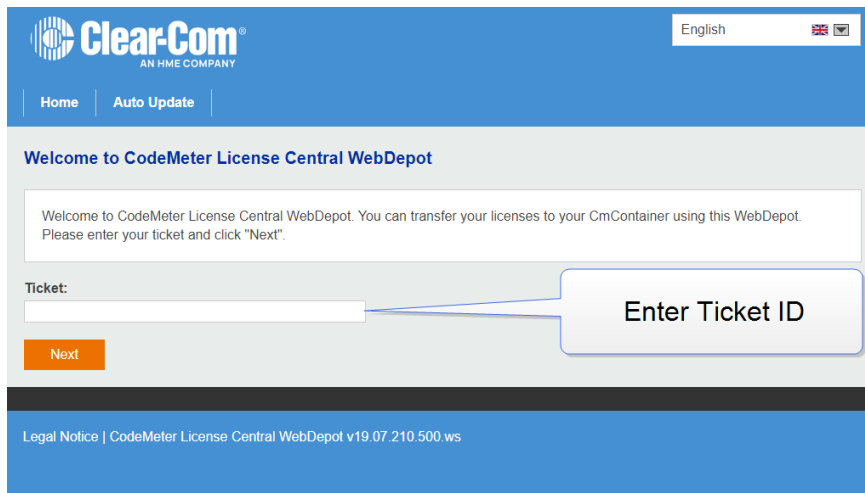 Clear-Com®
AN HME COMPANY
English
Home
Auto Update
Welcome to CodeMeter License Central WebDepot
Welcome to CodeMeter License Central WebDepot. You can transfer your licenses to your CmContainer using this WebDepot.
Please enter your ticket and click "Next".
Ticket:
Enter Ticket ID
Next
Legal Notice | CodeMeter License Central WebDepot v19.07.210.500.ws